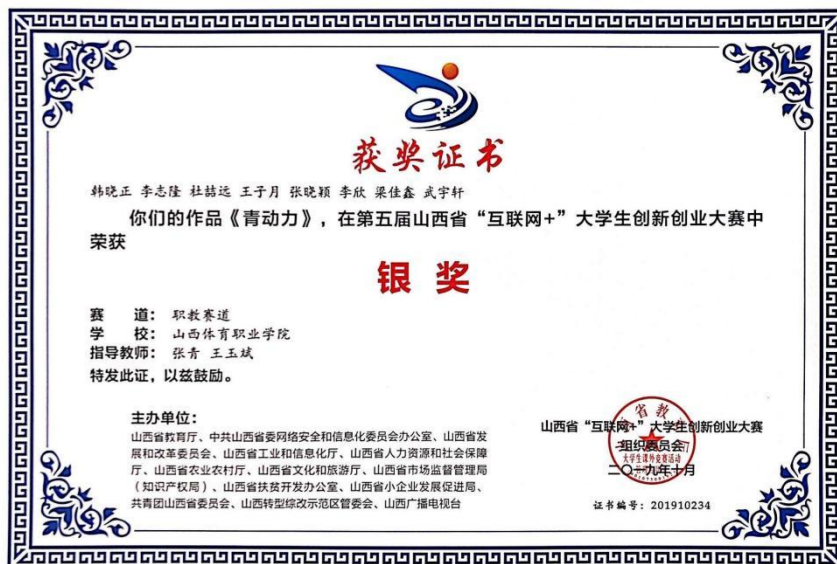 获奖证书
韩晓正 李志隆 杜喆远 王子月 张晓颖 李欣 梁佳鑫 武宇轩
你们的作品《青动力》，在第五届山西省“互联网+”大学生创新创业大赛中
荣获
银奖
赛 道：职教赛道
学 校：山西体育职业学院
指导教师：张青 王玉斌
特发此证，以兹鼓励。
主办单位：
山西省教育厅、中共山西省委网络安全和信息化委员会办公室、山西省发
展和改革委员会、山西省工业和信息化厅、山西省人力资源和社会保障
厅、山西省农业农村厅、山西省文化和旅游厅、山西省市场监督管理局
（知识产权局）、山西省扶贫开发办公室、山西省小企业发展促进局、
共青团山西省委员会、山西转型综改示范区管委会、山西广播电视台
山西省“互联网+”大学生创新创业大赛
组织委员会
大学生课外竞赛活动
二〇一九年十月
证书编号：201910234